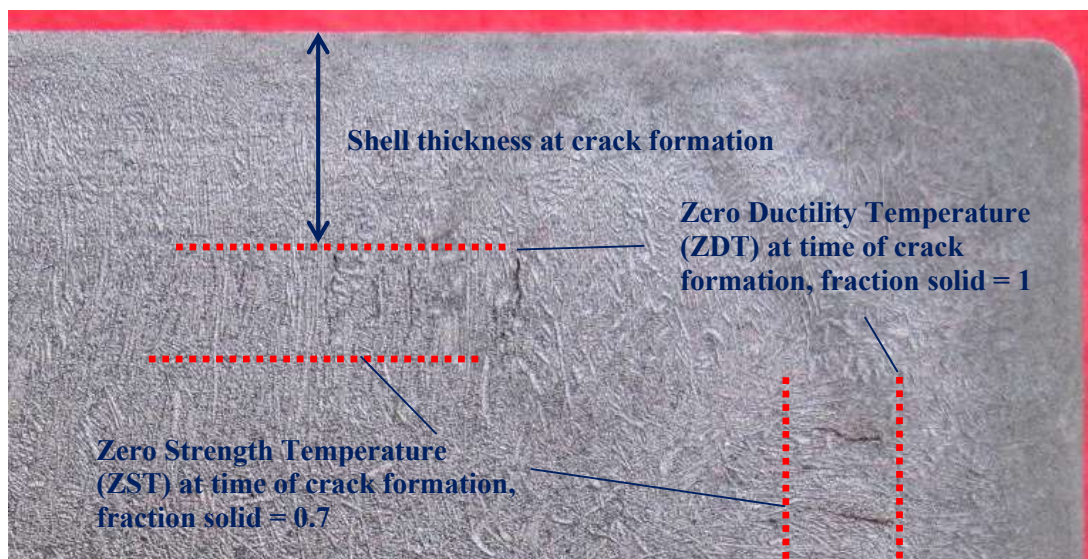 Shell thickness at crack formation
Zero Ductility Temperature
(ZDT) at time of crack
formation, fraction solid = 1
Zero Strength Temperature
(ZST) at time of crack formation,
fraction solid = 0.7